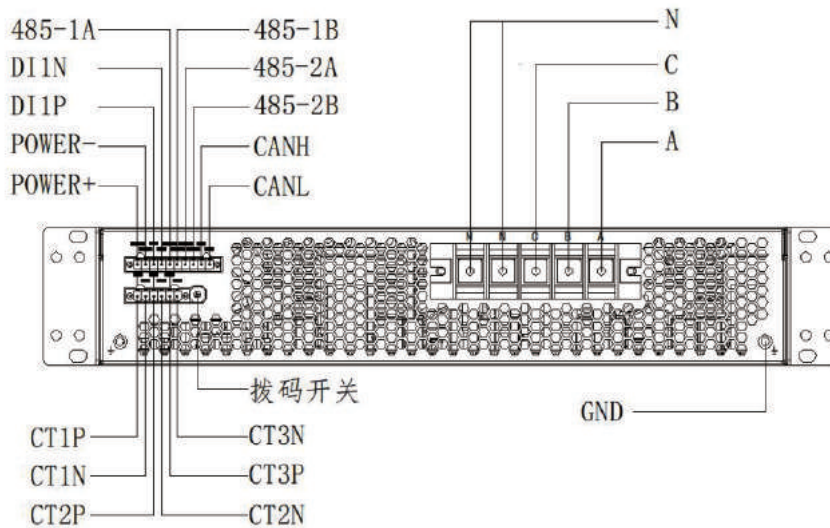 485-1A 485-1B N
DI1N 485-2A C
DI1P 485-2B B
POWER- CANH A
POWER+ CANL
N N C B A
拨码开关
GND
CT1P CT3N
CT1N CT3P
CT2P CT2N